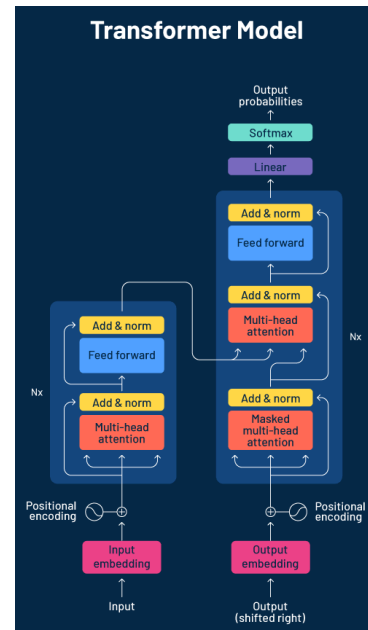 Transformer Model
Output
probabilities
Softmax
Linear
Add & norm
Feed forward
Add & norm
Multi-head
attention
Nx
Add & norm
Masked
multi-head
attention
Add & norm
Feed forward
Nx
Add & norm
Multi-head
attention
Positional
encoding
Positional
encoding
Input
embedding
Output
embedding
Input
Output
(shifted right)